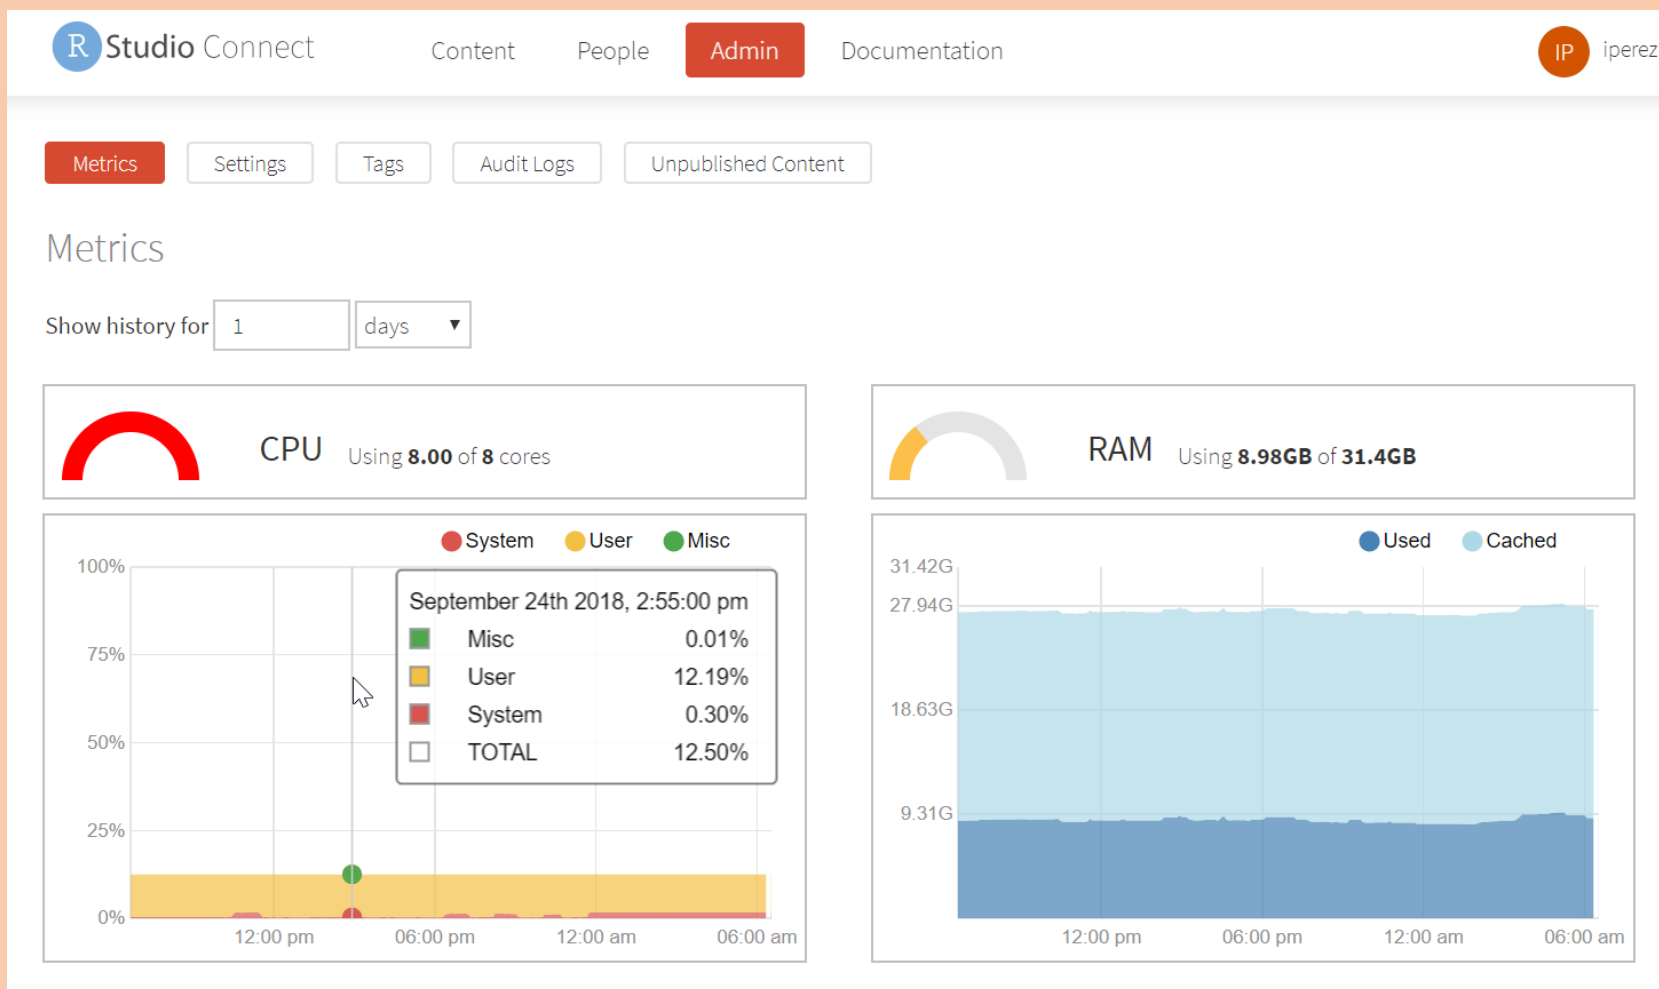 R Studio Connect Content People Admin Documentation IP iperez
Metrics Settings Tags Audit Logs Unpublished Content
Metrics
Show history for 1 days
CPU Using 8.00 of 8 cores
RAM Using 8.98GB of 31.4GB
System User Misc
100%
75%
50%
25%
0%
September 24th 2018, 2:55:00 pm
Misc 0.01%
User 12.19%
System 0.30%
TOTAL 12.50%
12:00 pm 06:00 pm 12:00 am 06:00 am
Used Cached
31.42G
27.94G
18.63G
9.31G
12:00 pm 06:00 pm 12:00 am 06:00 am